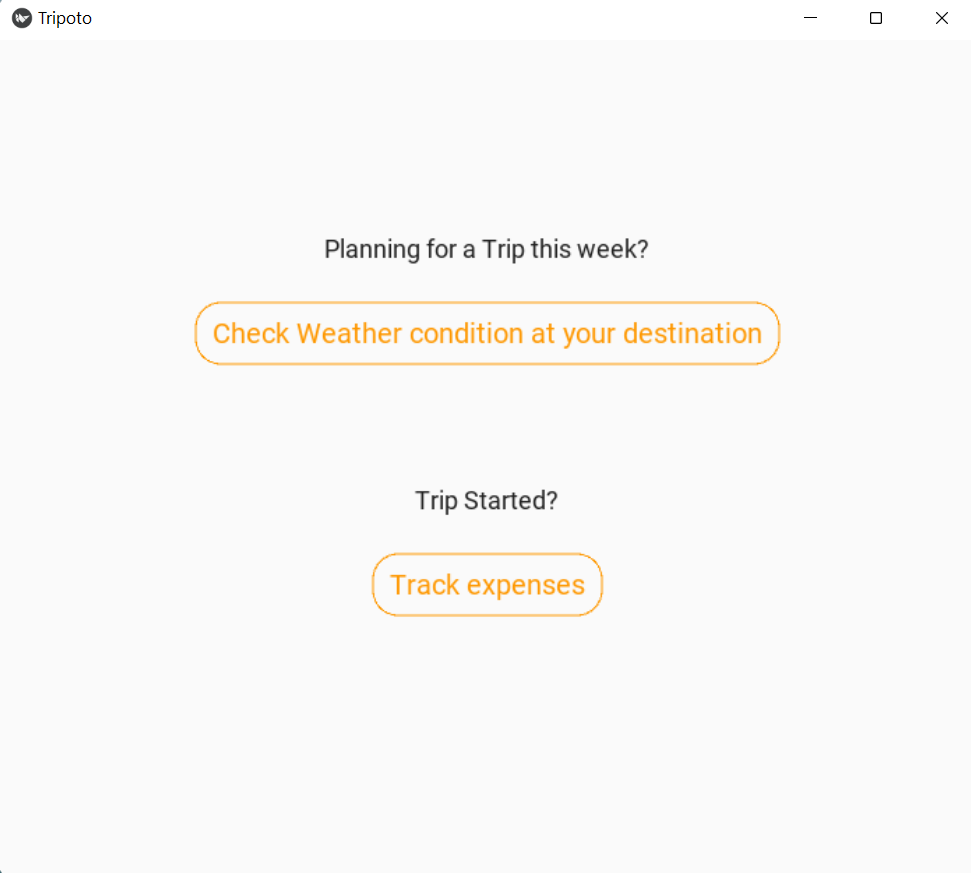 Tripoto
Planning for a Trip this week?
Check Weather condition at your destination
Trip Started?
Track expenses